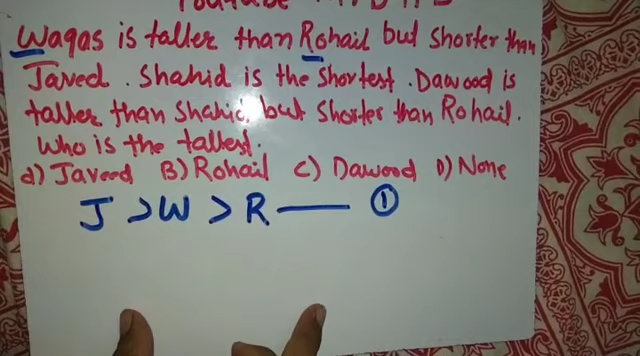 Waqas is taller than Rohail but shorter than
Javed. Shahid is the shortest. Dawood is
taller than Shahid, but shorter than Rohail.
Who is the tallest.
a) Javeed B) Rohail C) Dawood D) None
J > W > R — ①